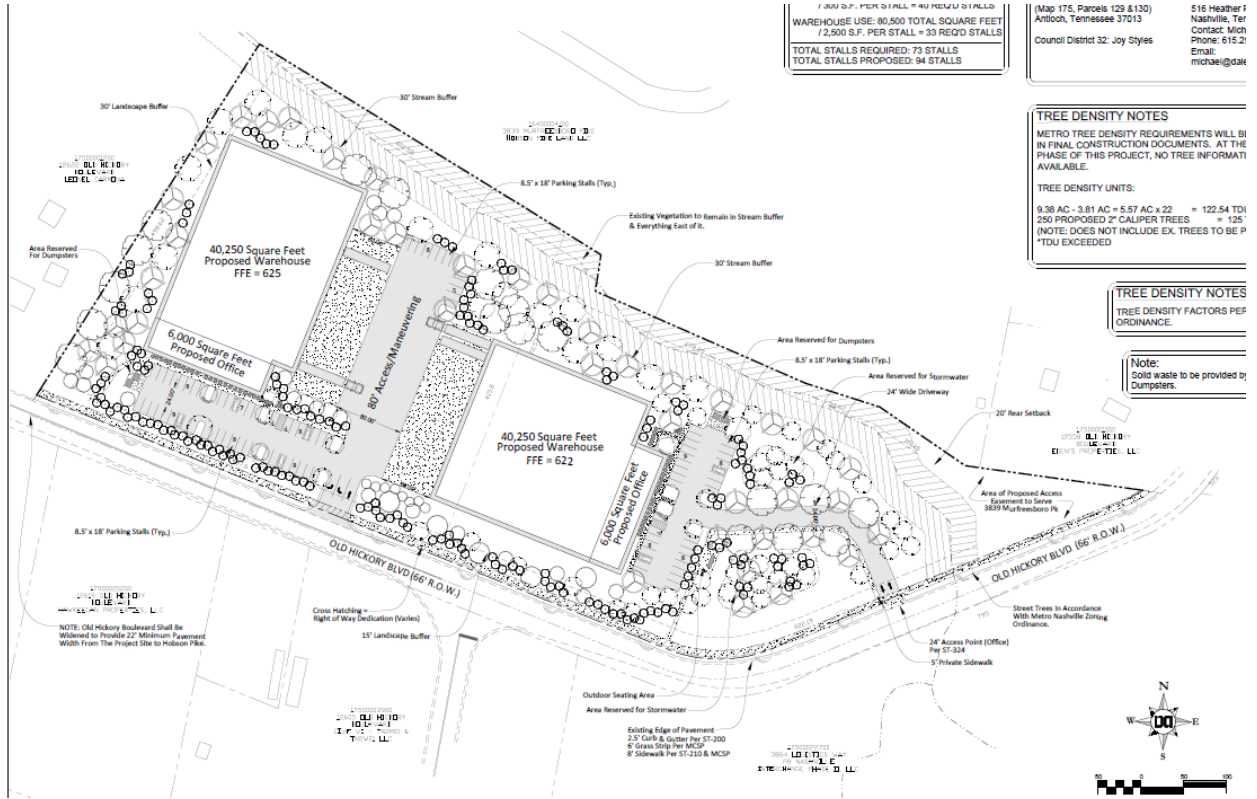 / 300 S.F. PER STALL = 40 REQ'D STALLS
WAREHOUSE USE: 80,500 TOTAL SQUARE FEET
/ 2,500 S.F. PER STALL = 33 REQ'D STALLS
TOTAL STALLS REQUIRED: 73 STALLS
TOTAL STALLS PROPOSED: 94 STALLS
(Map 175, Parcels 129 &130)
Antioch, Tennessee 37013
Council District 32: Joy Styles
516 Heather
Nashville, Ten
Contact: Mich
Phone: 615.29
Email:
michael@dale
TREE DENSITY NOTES
METRO TREE DENSITY REQUIREMENTS WILL BE
IN FINAL CONSTRUCTION DOCUMENTS. AT THE
PHASE OF THIS PROJECT, NO TREE INFORMATI
AVAILABLE.
TREE DENSITY UNITS:
9.38 AC - 3.81 AC = 5.57 AC x 22 = 122.54 TDU
250 PROPOSED 2" CALIPER TREES = 125
(NOTE: DOES NOT INCLUDE EX. TREES TO BE P
*TDU EXCEEDED
TREE DENSITY NOTES
TREE DENSITY FACTORS PER
ORDINANCE.
Note:
Solid waste to be provided by
Dumpsters.
30' Landscape Buffer
30' Stream Buffer
8.5' x 18' Parking Stalls (Typ.)
Existing Vegetation to Remain in Stream Buffer
& Everything East of it.
30' Stream Buffer
Area Reserved
For Dumpsters
40,250 Square Feet
Proposed Warehouse
FFE = 625
6,000 Square Feet
Proposed Office
80' Access/Maneuvering
80.00'
24.00'
Area Reserved for Dumpsters
8.5' x 18' Parking Stalls (Typ.)
Area Reserved for Stormwater
24' Wide Driveway
20' Rear Setback
40,250 Square Feet
Proposed Warehouse
FFE = 622
6,000 Square Feet
Proposed Office
Area of Proposed Access
Easement to Serve
3839 Murfreesboro Pk
8.5' x 18' Parking Stalls (Typ.)
OLD HICKORY BLVD (66' R.O.W.)
OLD HICKORY BLVD (66' R.O.W.)
NOTE: Old Hickory Boulevard Shall Be
Widened to Provide 22' Minimum Pavement
Width From The Project Site to Hobson Pike.
Cross Hatching =
Right of Way Dedication (Varies)
15' Landscape Buffer
Street Trees In Accordance
With Metro Nashville Zoning
Ordinance.
24" Access Point (Office)
Per ST-324
5' Private Sidewalk
Outdoor Seating Area
Area Reserved for Stormwater
Existing Edge of Pavement
2.5' Curb & Gutter Per ST-200
6' Grass Strip Per MCSP
8' Sidewalk Per ST-210 & MCSP
N
W
E
S
50
0
50
100